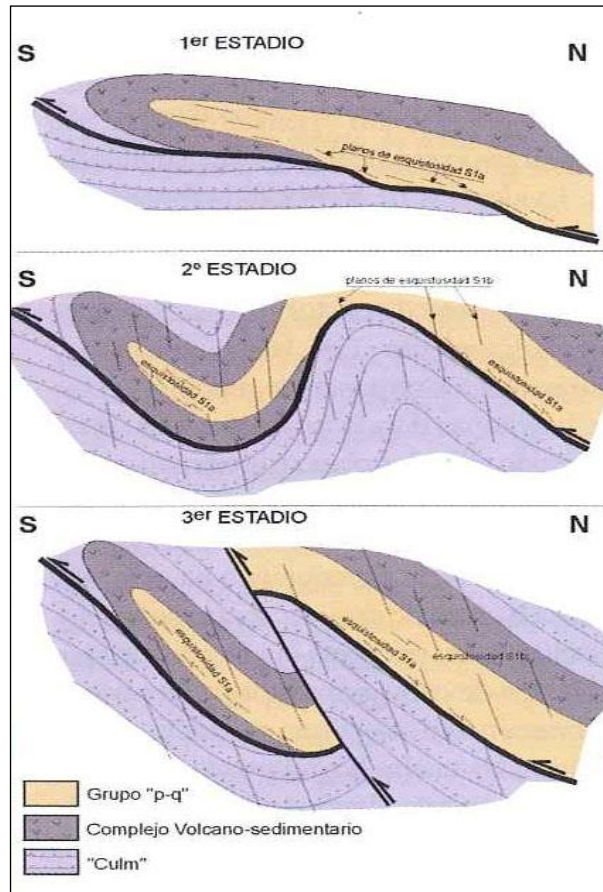 1er ESTADIO
S
N
planos de esquistosidad S1a
2º ESTADIO
S
N
planos de esquistosidad S1b
esquistosidad S1a
esquistosidad S1a
3er ESTADIO
S
N
esquistosidad S1a
esquistosidad S1a
esquistosidad S1b
Grupo "p-q"
Complejo Volcano-sedimentario
"Culm"